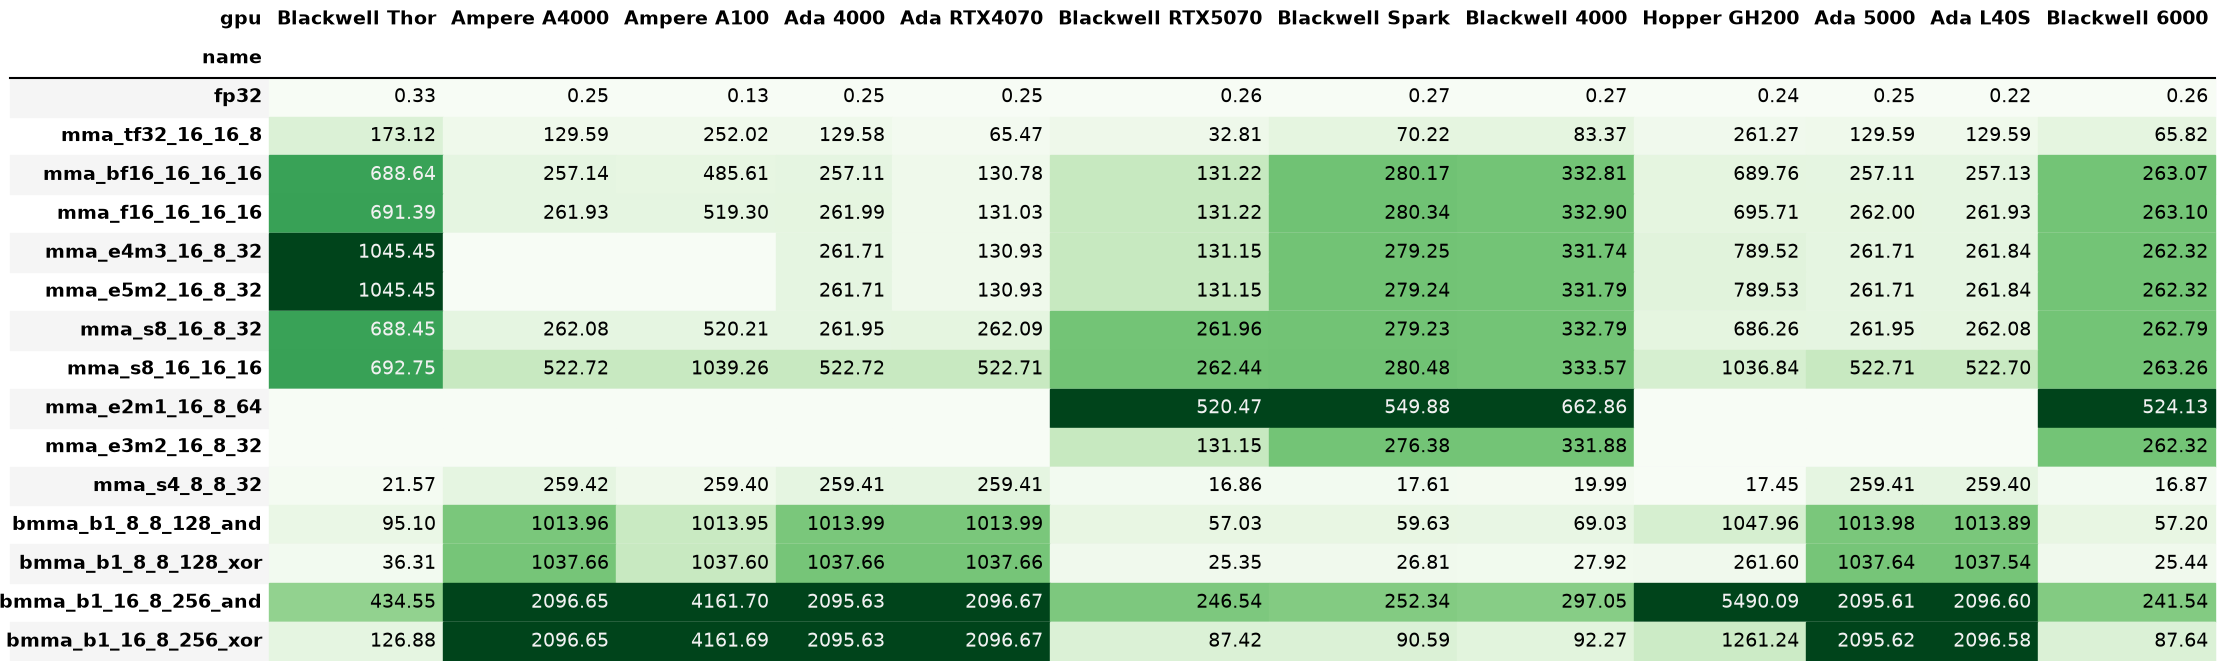 gpu Blackwell Thor Ampere A4000 Ampere A100 Ada 4000 Ada RTX4070 Blackwell RTX5070 Blackwell Spark Blackwell 4000 Hopper GH200 Ada 5000 Ada L40S Blackwell 6000
name
fp32 0.33 0.25 0.13 0.25 0.25 0.26 0.27 0.27 0.24 0.25 0.22 0.26
mma_tf32_16_16_8 173.12 129.59 252.02 129.58 65.47 32.81 70.22 83.37 261.27 129.59 129.59 65.82
mma_bf16_16_16_16 688.64 257.14 485.61 257.11 130.78 131.22 280.17 332.81 689.76 257.11 257.13 263.07
mma_f16_16_16_16 691.39 261.93 519.30 261.99 131.03 131.22 280.34 332.90 695.71 262.00 261.93 263.10
mma_e4m3_16_8_32 1045.45 261.71 130.93 131.15 279.25 331.74 789.52 261.71 261.84 262.32
mma_e5m2_16_8_32 1045.45 261.71 130.93 131.15 279.24 331.79 789.53 261.71 261.84 262.32
mma_s8_16_8_32 688.45 262.08 520.21 261.95 262.09 261.96 279.23 332.79 686.26 261.95 262.08 262.79
mma_s8_16_16_16 692.75 522.72 1039.26 522.72 522.71 262.44 280.48 333.57 1036.84 522.71 522.70 263.26
mma_e2m1_16_8_64 520.47 549.88 662.86 524.13
mma_e3m2_16_8_32 131.15 276.38 331.88 262.32
mma_s4_8_8_32 21.57 259.42 259.40 259.41 259.41 16.86 17.61 19.99 17.45 259.41 259.40 16.87
bmma_b1_8_8_128_and 95.10 1013.96 1013.95 1013.99 1013.99 57.03 59.63 69.03 1047.96 1013.98 1013.89 57.20
bmma_b1_8_8_128_xor 36.31 1037.66 1037.60 1037.66 1037.66 25.35 26.81 27.92 261.60 1037.64 1037.54 25.44
bmma_b1_16_8_256_and 434.55 2096.65 4161.70 2095.63 2096.67 246.54 252.34 297.05 5490.09 2095.61 2096.60 241.54
bmma_b1_16_8_256_xor 126.88 2096.65 4161.69 2095.63 2096.67 87.42 90.59 92.27 1261.24 2095.62 2096.58 87.64